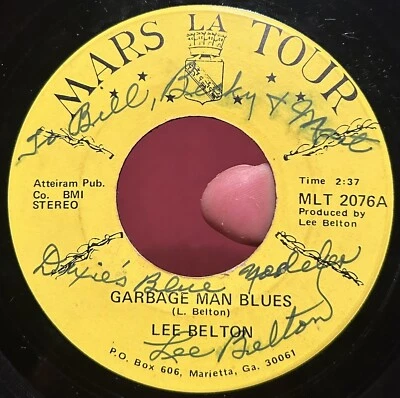 MARS LA TOUR
To Bill, Becky & Matt
Atteiram Pub.
Co. BMI
STEREO
Time 2:37
MLT 2076A
Produced by
Lee Belton
Dixie's Blue Yodeler
GARBAGE MAN BLUES
(L. Belton)
LEE BELTON
Lee Belton
P.O. Box 606, Marietta, Ga. 30061